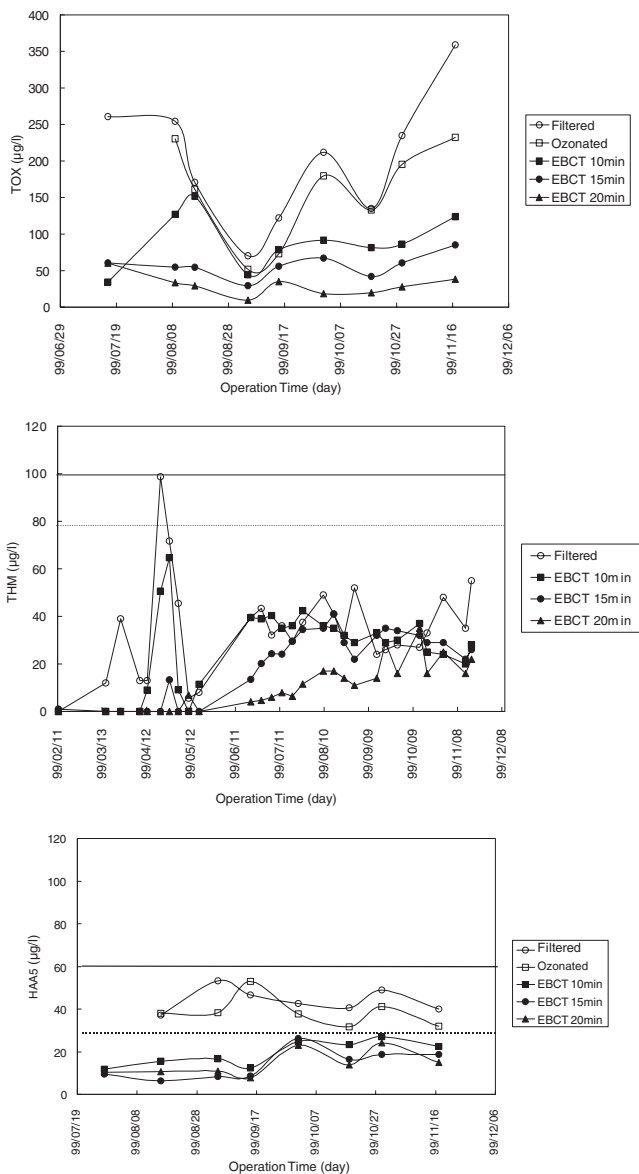 400
350
300
250
200
150
100
50
0
TOX (µg/l)
99/06/29
99/07/19
99/08/08
99/08/28
99/09/17
99/10/07
99/10/27
99/11/16
99/12/06
Operation Time (day)
Filtered
Ozonated
EBCT 10min
EBCT 15min
EBCT 20min
120
100
80
60
40
20
0
THM (µg/l)
99/02/11
99/03/13
99/04/12
99/05/12
99/06/11
99/07/11
99/08/10
99/09/09
99/10/09
99/11/08
99/12/08
Operation Time (day)
Filtered
EBCT 10min
EBCT 15min
EBCT 20min
120
100
80
60
40
20
0
HAA5 (µg/l)
99/07/19
99/08/08
99/08/28
99/09/17
99/10/07
99/10/27
99/11/16
99/12/06
Operation Time (day)
Filtered
Ozonated
EBCT 10min
EBCT 15min
EBCT 20min